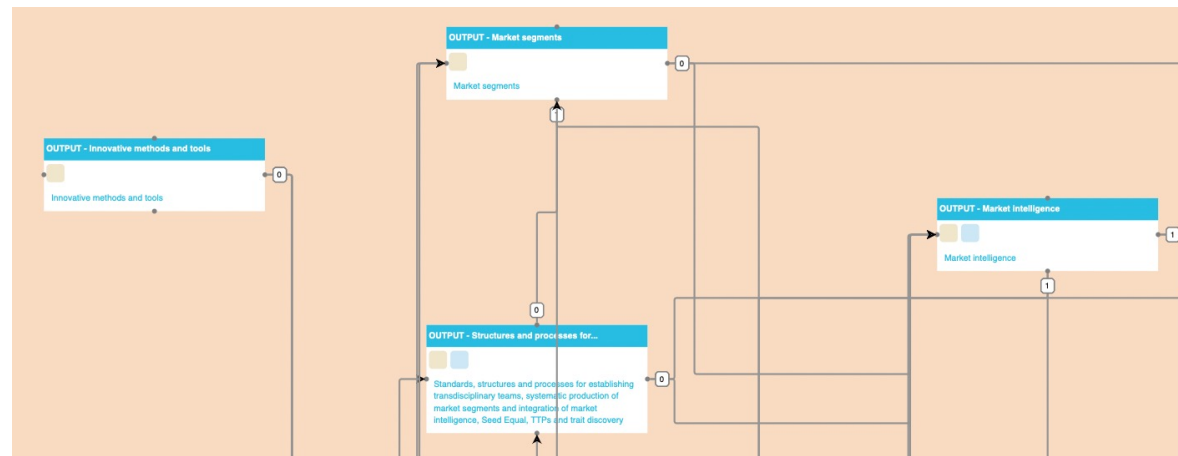 OUTPUT - Market segments
0
Market segments
1
OUTPUT - Innovative methods and tools
0
Innovative methods and tools
OUTPUT - Market Intelligence
1
Market intelligence
1
0
OUTPUT - Structures and processes for...
0
Standards, structures and processes for establishing
transdisciplinary teams, systematic production of
market segments and integration of market
intelligence, Seed Equal, TTPs and trait discovery